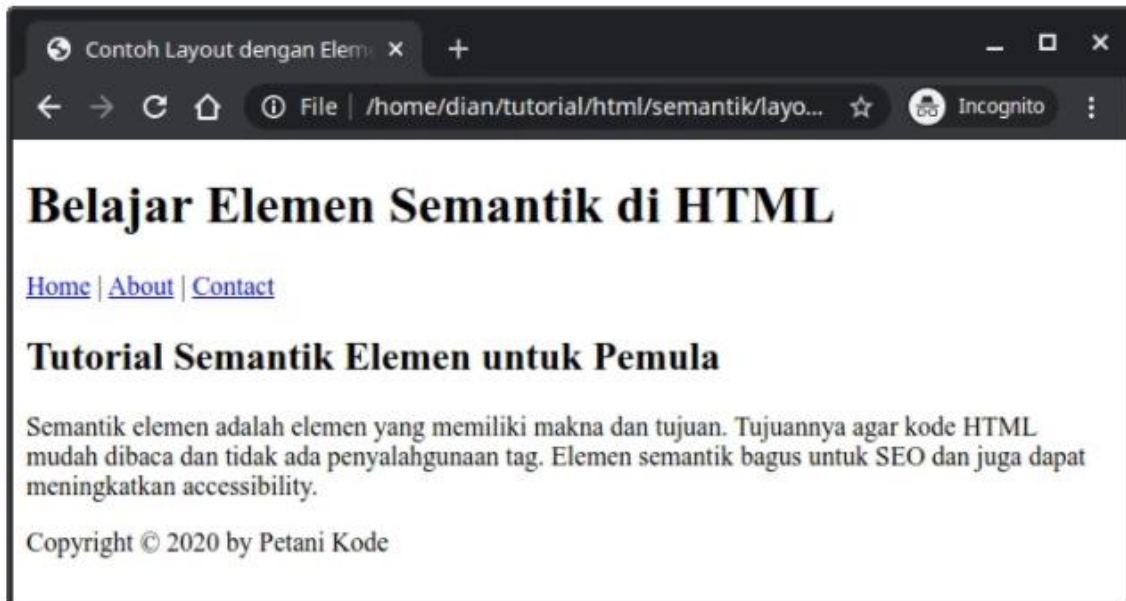 Contoh Layout dengan Elem
File | /home/dian/tutorial/html/semantik/layo... Incognito
Belajar Elemen Semantik di HTML
Home | About | Contact
Tutorial Semantik Elemen untuk Pemula
Semantik elemen adalah elemen yang memiliki makna dan tujuan. Tujuannya agar kode HTML
mudah dibaca dan tidak ada penyalahgunaan tag. Elemen semantik bagus untuk SEO dan juga dapat
meningkatkan accessibility.
Copyright © 2020 by Petani Kode